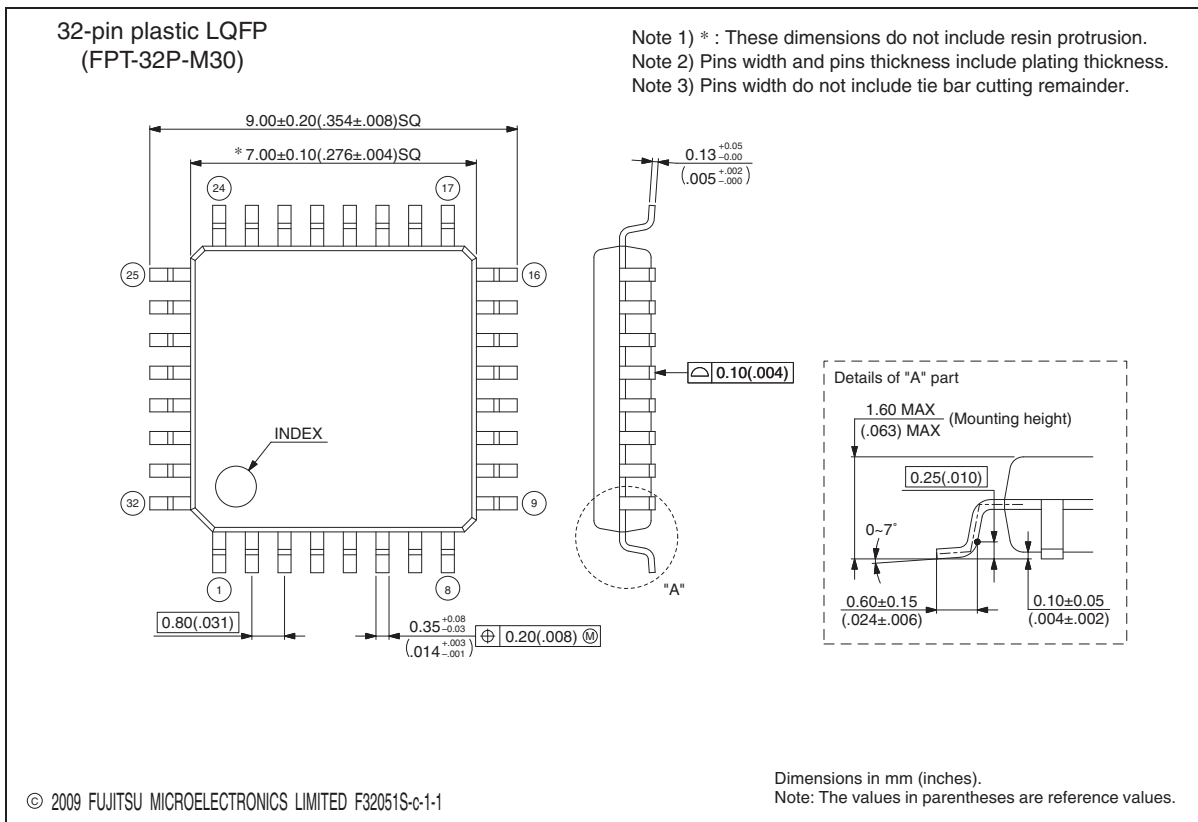 32-pin plastic LQFP
(FPT-32P-M30)
Note 1) * : These dimensions do not include resin protrusion.
Note 2) Pins width and pins thickness include plating thickness.
Note 3) Pins width do not include tie bar cutting remainder.
9.00±0.20(.354±.008)SQ
*7.00±0.10(.276±.004)SQ
0.13 +0.05 -0.00
(.005 +.002 -.000)
24
17
25
16
0.10(.004)
INDEX
32
9
1
8
"A"
0.80(.031)
0.35 +0.08 -0.03
(.014 +.003 -.001)
⌖ 0.20(.008) Ⓜ
Details of "A" part
1.60 MAX
(.063) MAX
(Mounting height)
0.25(.010)
0~7°
0.60±0.15
(.024±.006)
0.10±0.05
(.004±.002)
© 2009 FUJITSU MICROELECTRONICS LIMITED F32051S-c-1-1
Dimensions in mm (inches).
Note: The values in parentheses are reference values.